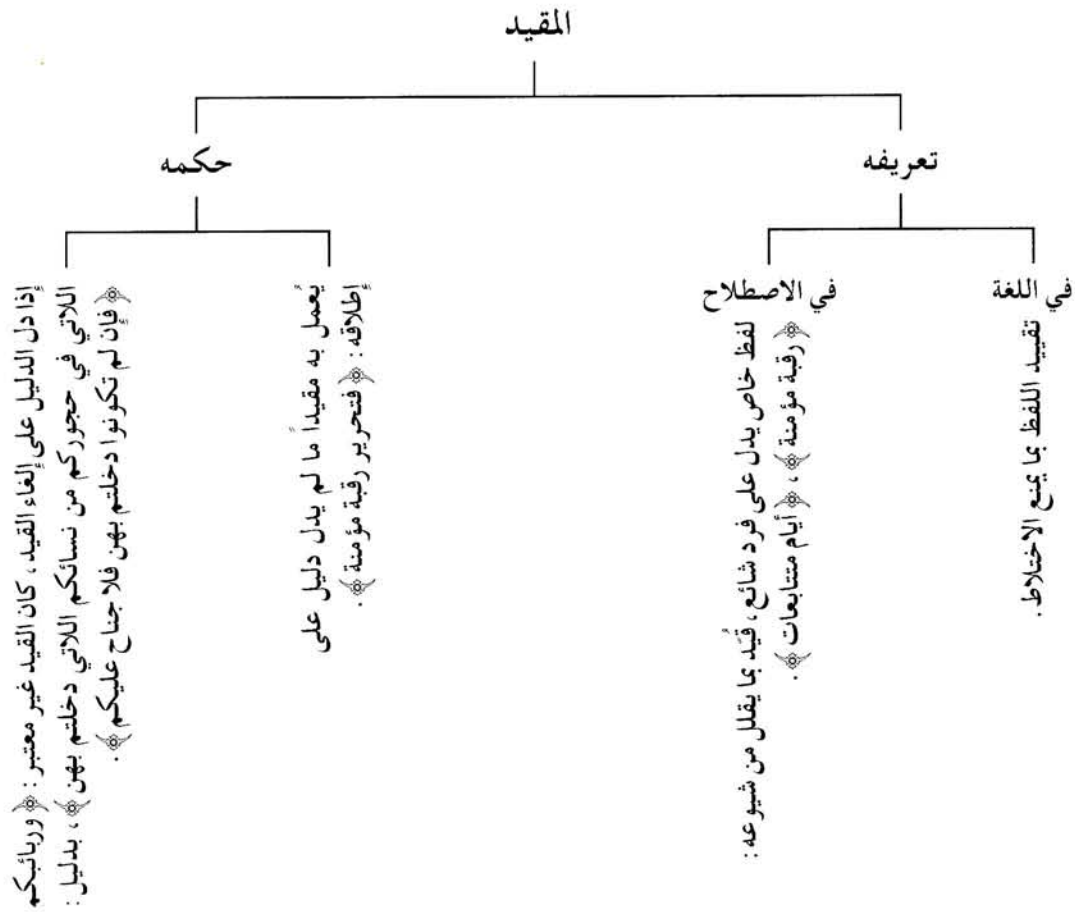 المقيد
تعريفه
في اللغة
تقييد اللفظ بما يمنع الاختلاط .
في الاصطلاح
لفظ خاص يدل على فرد شائع ، قُيّد بما يقلل من شيوعه :
﴿ رقبة مؤمنة ﴾ ، ﴿ أيام متتابعات ﴾ .
حكمه
يُعمل به مقيداً ما لم يدل دليل على
إطلاقه : ﴿ فتحرير رقبة مؤمنة ﴾ .
إذا دل الدليل على إلغاء القيد ، كان القيد غير معتبر : ﴿ وربائبكم
اللاتي في حجوركم من نسائكم اللاتي دخلتم بهن ﴾ ، بدليل :
﴿ فإن لم تكونوا دخلتم بهن فلا جناح عليكم ﴾ .